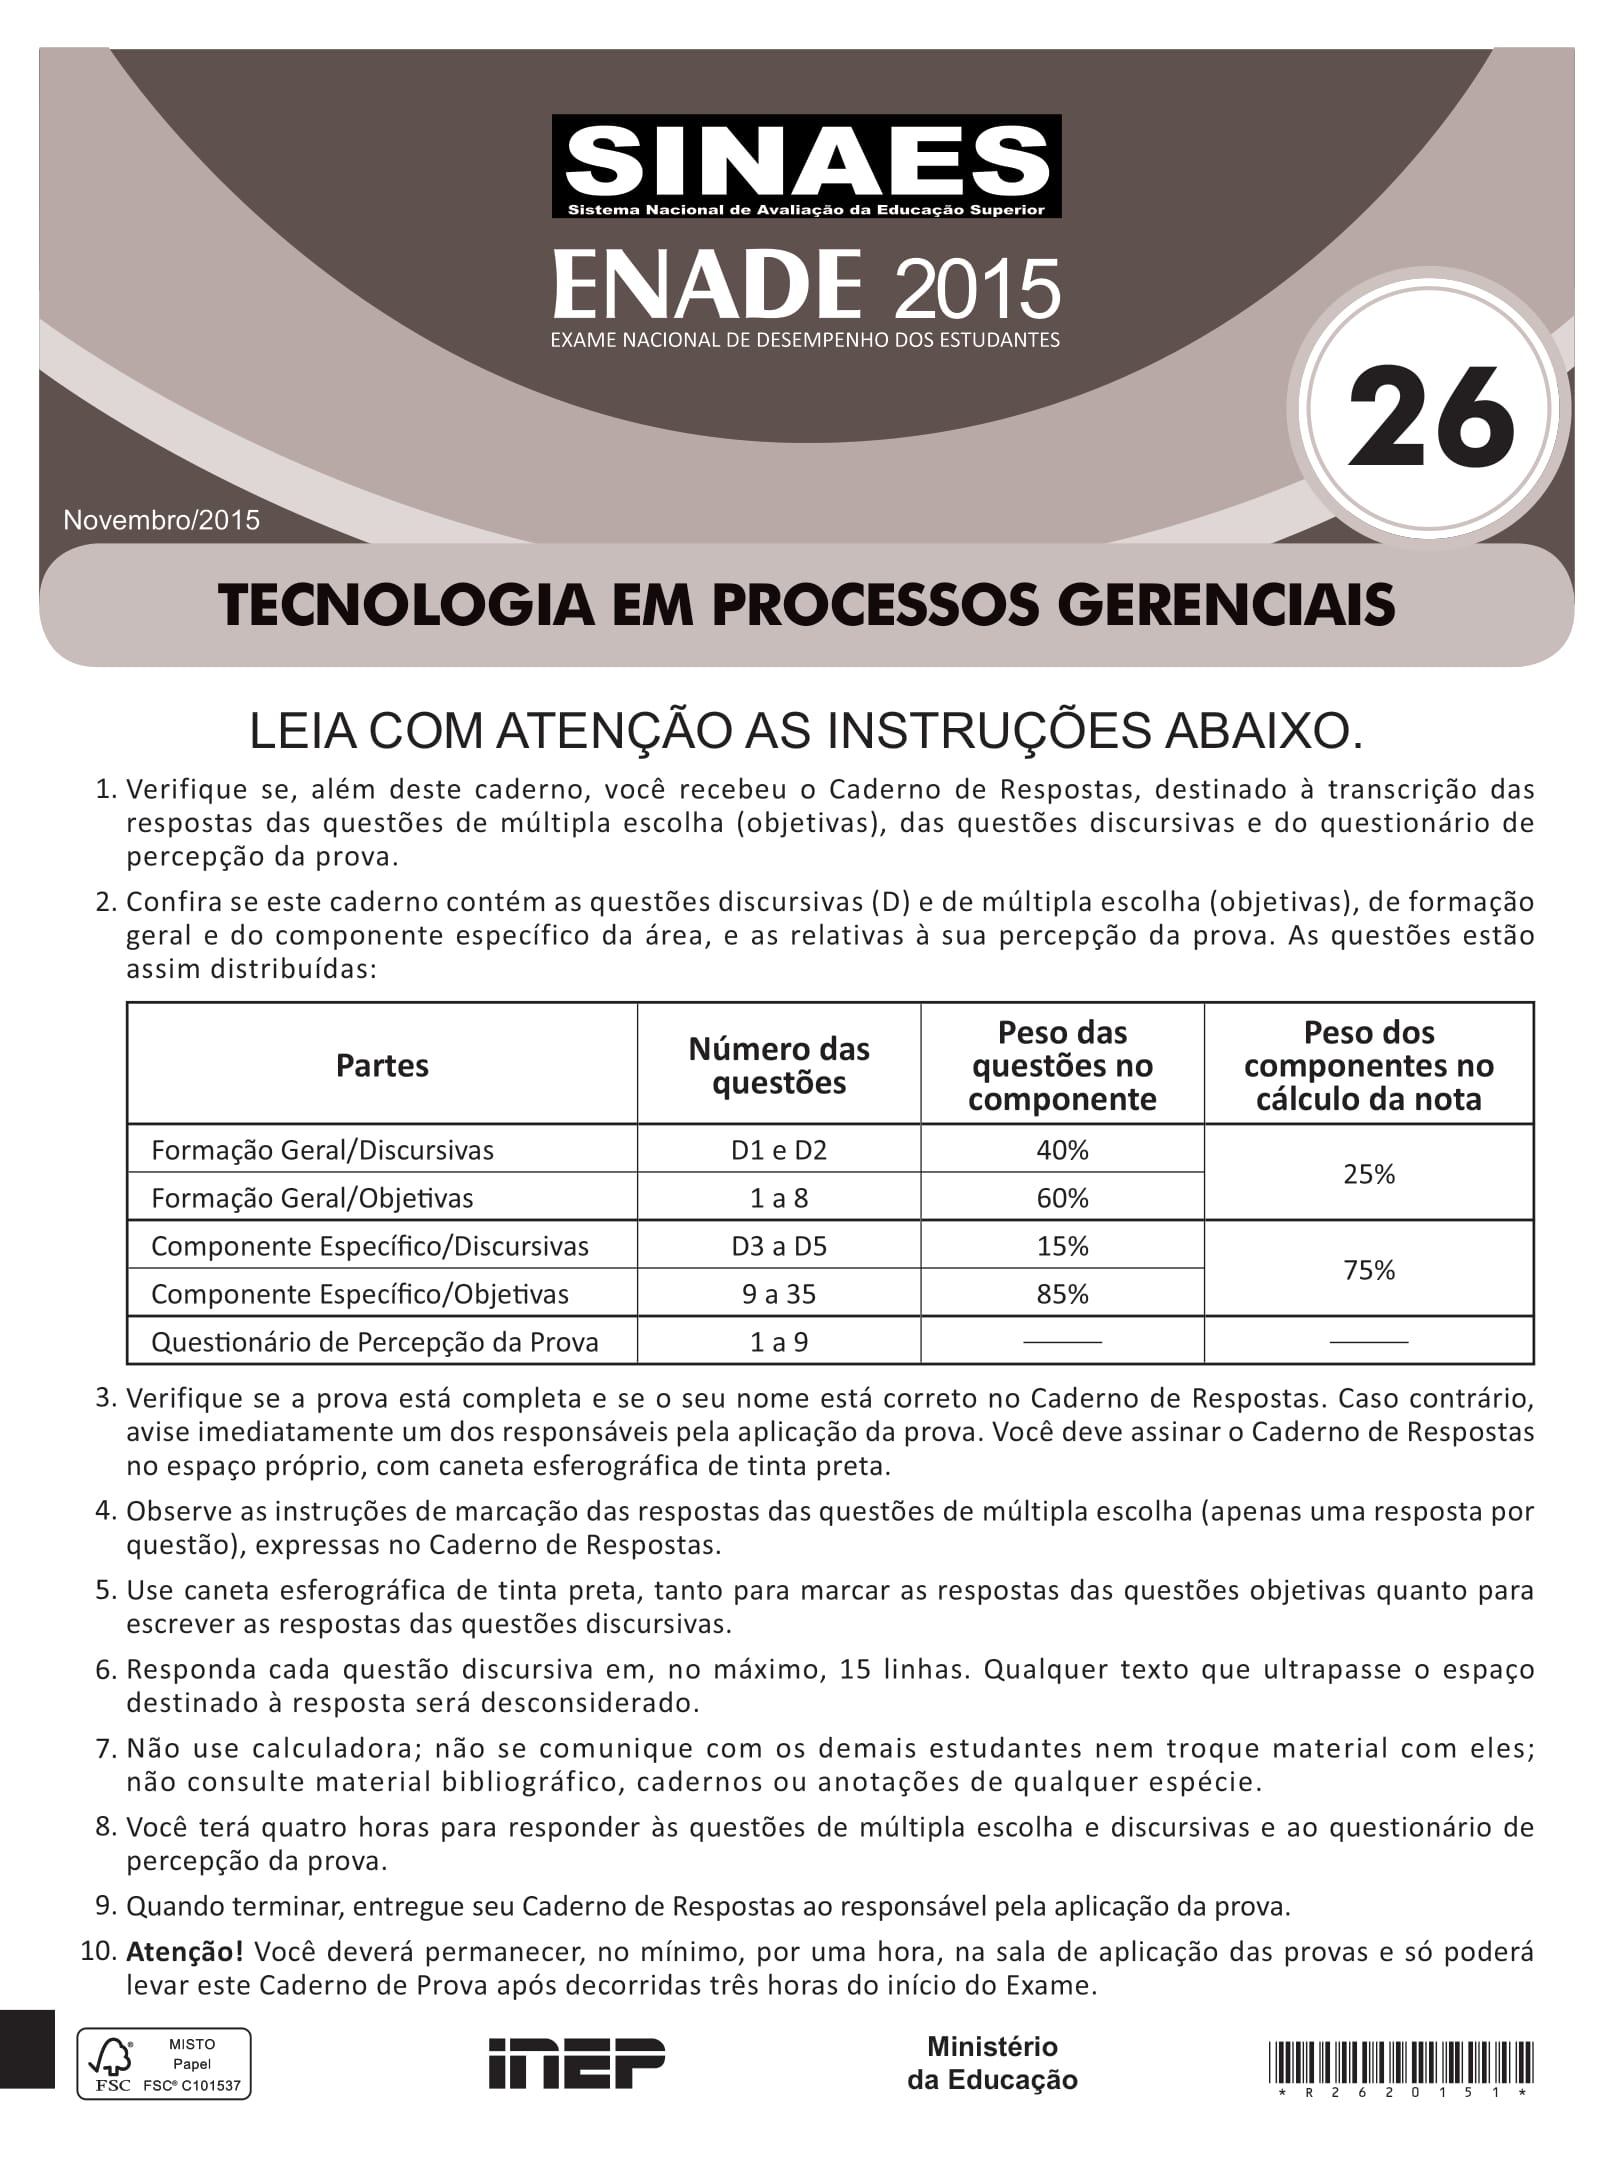 SINAES
Sistema Nacional de Avaliação da Educação Superior
ENADE 2015
EXAME NACIONAL DE DESEMPENHO DOS ESTUDANTES
26
Novembro/2015
TECNOLOGIA EM PROCESSOS GERENCIAIS
LEIA COM ATENÇÃO AS INSTRUÇÕES ABAIXO.
1. Verifique se, além deste caderno, você recebeu o Caderno de Respostas, destinado à transcrição das
respostas das questões de múltipla escolha (objetivas), das questões discursivas e do questionário de
percepção da prova.
2. Confira se este caderno contém as questões discursivas (D) e de múltipla escolha (objetivas), de formação
geral e do componente específico da área, e as relativas à sua percepção da prova. As questões estão
assim distribuídas:
Partes
Número das
questões
Peso das
questões no
componente
Peso dos
componentes no
cálculo da nota
Formação Geral/Discursivas D1 e D2 40%
25%
Formação Geral/Objetivas 1 a 8 60%
Componente Específico/Discursivas D3 a D5 15%
75%
Componente Específico/Objetivas 9 a 35 85%
Questionário de Percepção da Prova 1 a 9
3. Verifique se a prova está completa e se o seu nome está correto no Caderno de Respostas. Caso contrário,
avise imediatamente um dos responsáveis pela aplicação da prova. Você deve assinar o Caderno de Respostas
no espaço próprio, com caneta esferográfica de tinta preta.
4. Observe as instruções de marcação das respostas das questões de múltipla escolha (apenas uma resposta por
questão), expressas no Caderno de Respostas.
5. Use caneta esferográfica de tinta preta, tanto para marcar as respostas das questões objetivas quanto para
escrever as respostas das questões discursivas.
6. Responda cada questão discursiva em, no máximo, 15 linhas. Qualquer texto que ultrapasse o espaço
destinado à resposta será desconsiderado.
7. Não use calculadora; não se comunique com os demais estudantes nem troque material com eles;
não consulte material bibliográfico, cadernos ou anotações de qualquer espécie.
8. Você terá quatro horas para responder às questões de múltipla escolha e discursivas e ao questionário de
percepção da prova.
9. Quando terminar, entregue seu Caderno de Respostas ao responsável pela aplicação da prova.
10. Atenção! Você deverá permanecer, no mínimo, por uma hora, na sala de aplicação das provas e só poderá
levar este Caderno de Prova após decorridas três horas do início do Exame.
FSC®
MISTO
Papel
FSC® C101537
INEP
Ministério
da Educação
* R 2 6 2 0 1 5 1 *